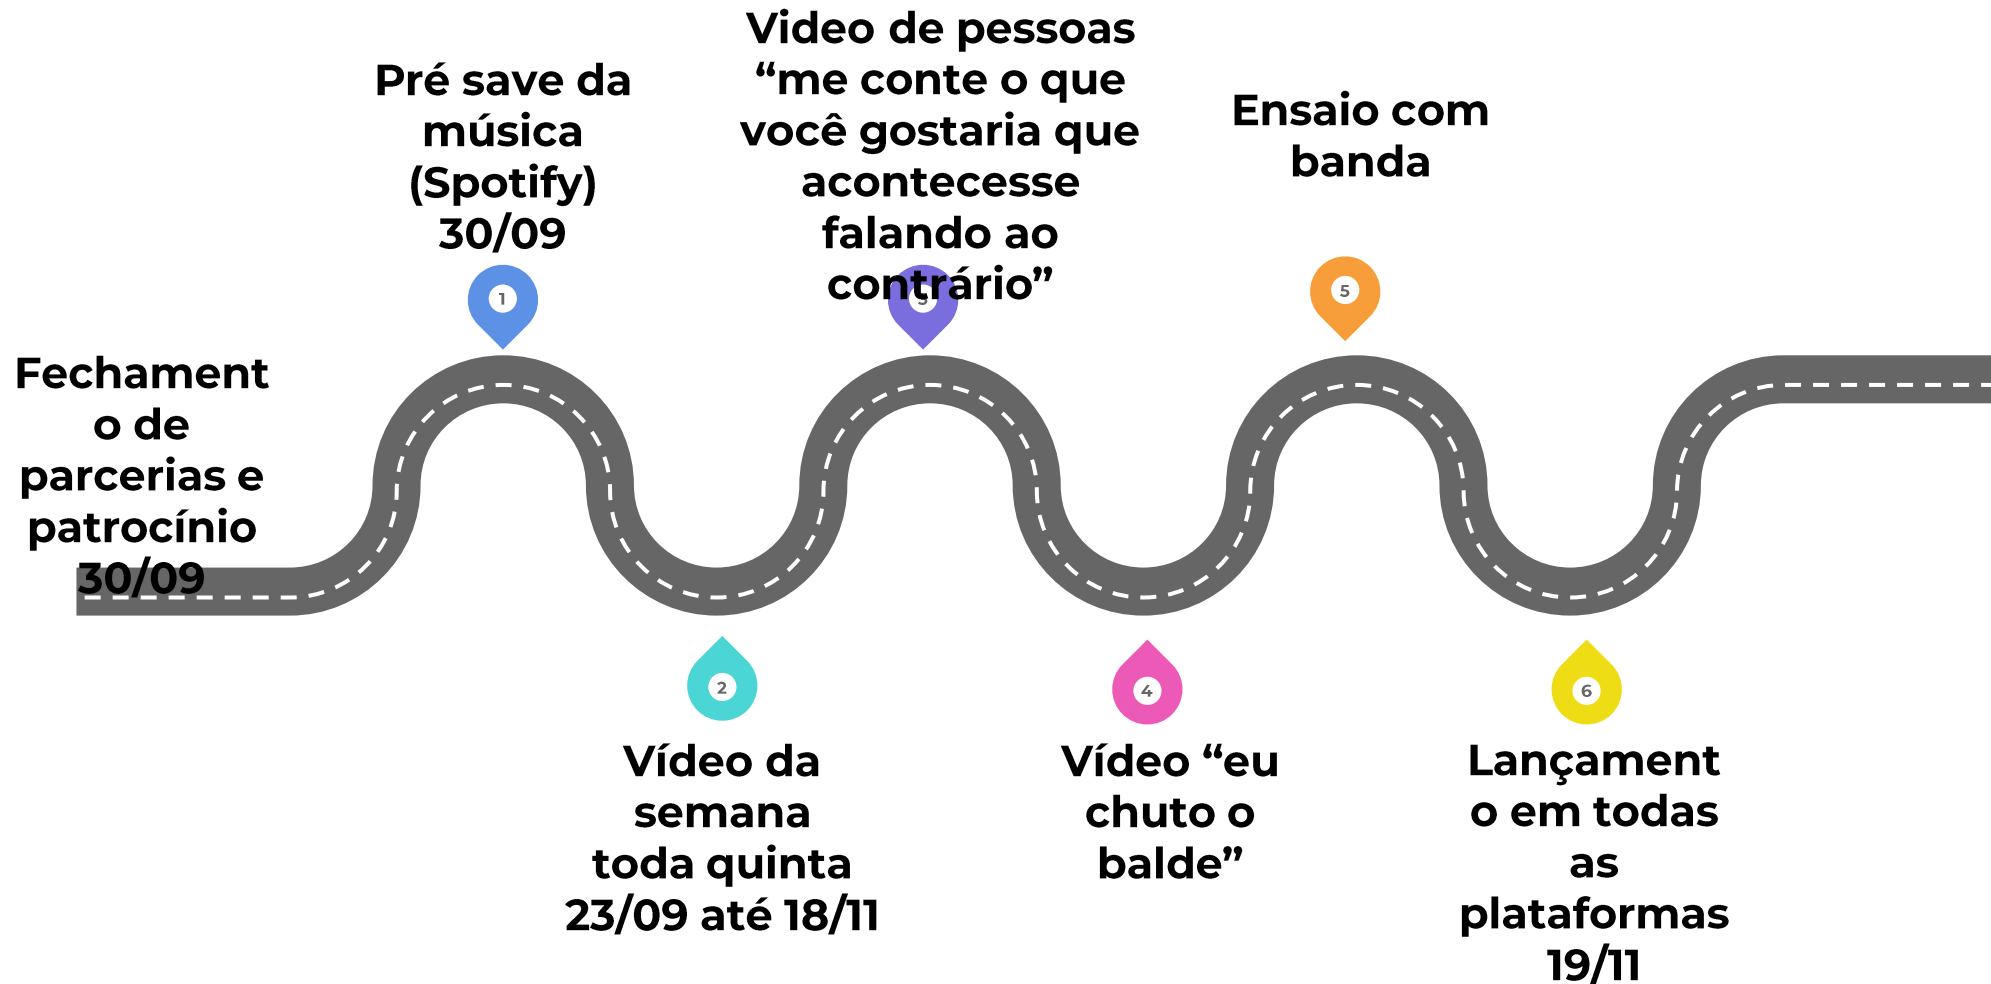 Fechament
o de
parcerias e
patrocínio
30/09
Pré save da
música
(Spotify)
30/09
1
Vídeo da
semana
toda quinta
23/09 até 18/11
2
Video de pessoas
“me conte o que
você gostaria que
acontecesse
falando ao
contrário”
3
Vídeo “eu
chuto o
balde”
4
Ensaio com
banda
5
Lançament
o em todas
as
plataformas
19/11
6